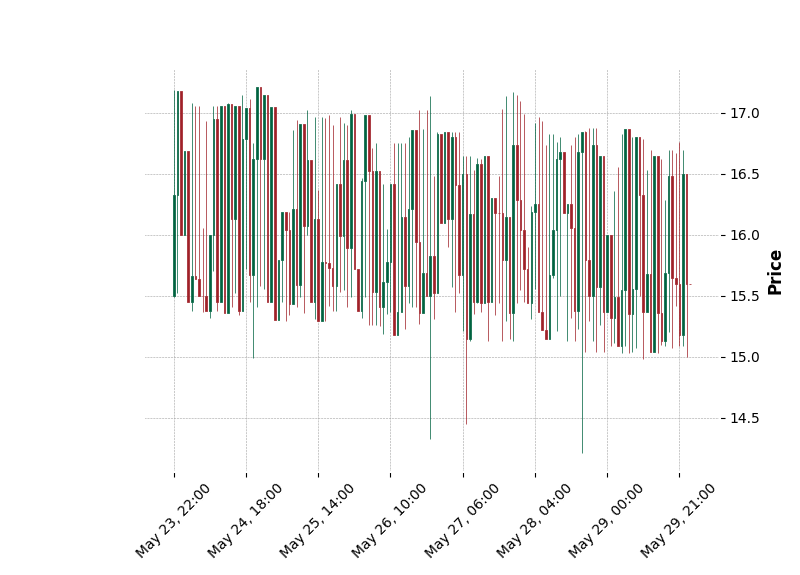 17.0
16.5
16.0
15.5
15.0
14.5
Price
May 23, 22:00
May 24, 18:00
May 25, 14:00
May 26, 10:00
May 27, 06:00
May 28, 04:00
May 29, 00:00
May 29, 21:00